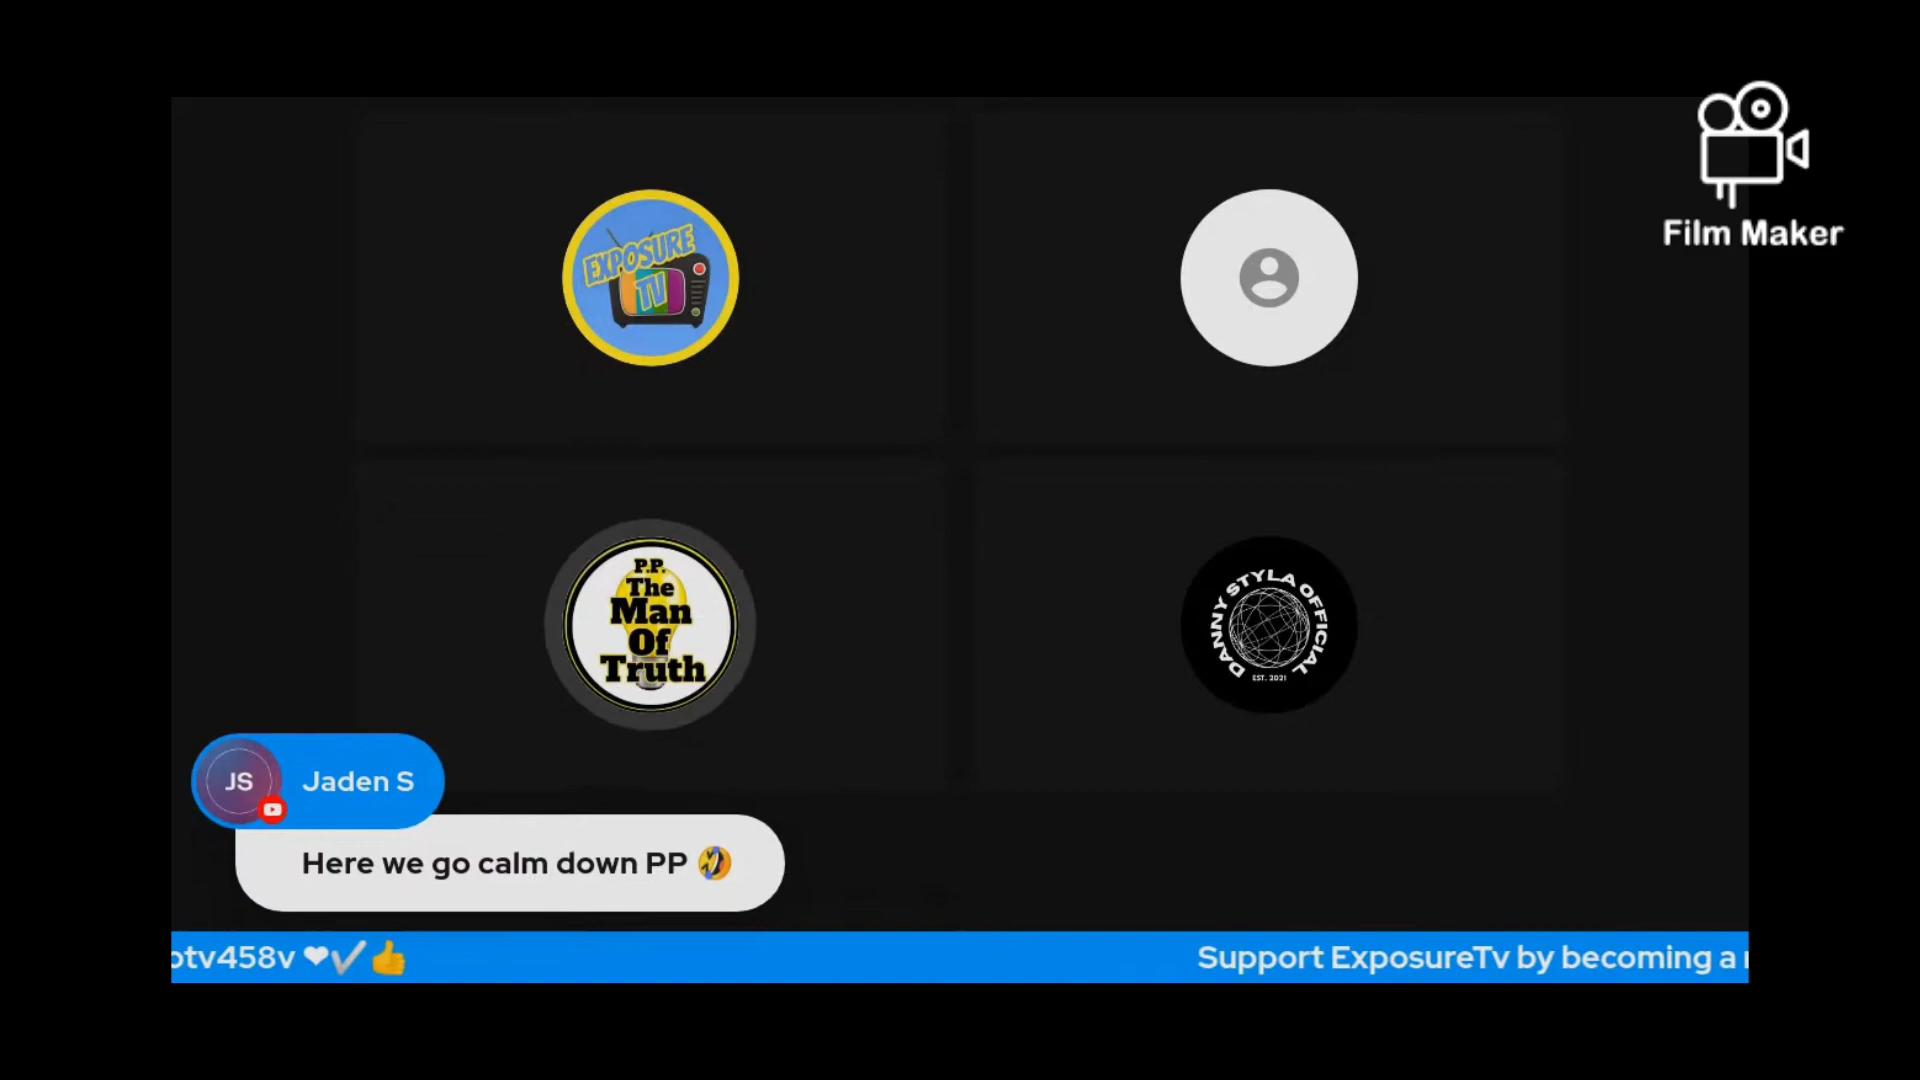 Film Maker
EXPOSURE
TV
P.P.
The
Man
Of
Truth
DANNY STYLA OFFICIAL
EST. 2021
JS
Jaden S
Here we go calm down PP 🤣
otv458v ❤✔👍
Support ExposureTv by becoming a